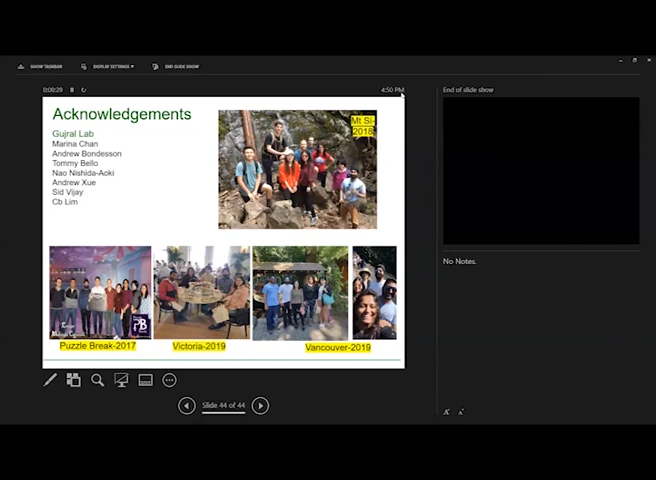 SHOW TASKBAR
DISPLAY SETTINGS ▾
END SLIDE SHOW
0:00:29
4:50 PM
End of slide show
Acknowledgements
Gujral Lab
Marina Chan
Andrew Bondesson
Tommy Bello
Nao Nishida-Aoki
Andrew Xue
Sid Vijay
Cb Lim
Mt Si-
2018
No Notes.
PB
Puzzle Break-2017
Victoria-2019
Vancouver-2019
Slide 44 of 44